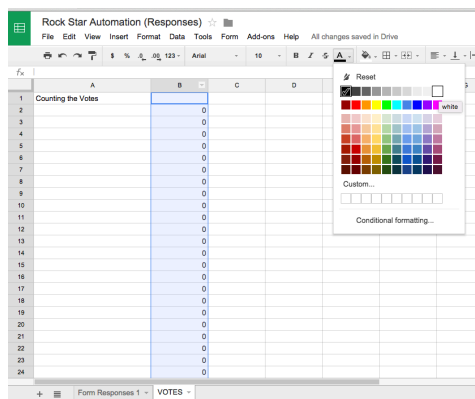 Rock Star Automation (Responses)
File Edit View Insert Format Data Tools Form Add-ons Help All changes saved in Drive
$ % .0 .00 123 - Arial 10 B I S A
fx
Reset
A B C D
1 Counting the Votes
white
2 0
3 0
4 0
5 0
6 0
7 0
8 0
9 0
Custom...
10 0
11 0
12 0
Conditional formatting...
13 0
14 0
15 0
16 0
17 0
18 0
19 0
20 0
21 0
22 0
23 0
24 0
+ Form Responses 1 VOTES